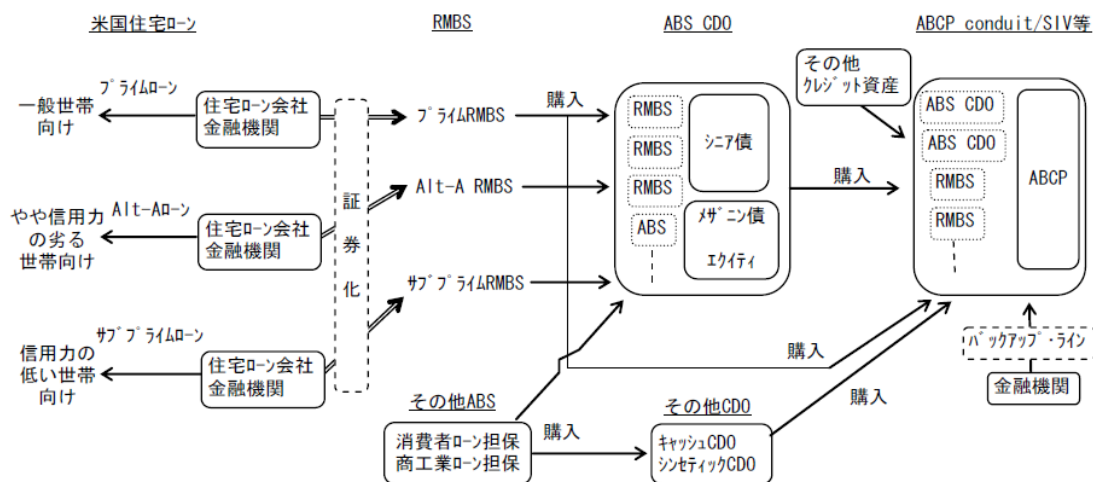 米国住宅ローン
RMBS
ABS CDO
ABCP conduit/SIV等
プライムローン
一般世帯
向け
住宅ローン会社
金融機関
Alt-Aローン
やや信用力
の劣る
世帯向け
住宅ローン会社
金融機関
サブプライムローン
信用力の
低い世帯
向け
住宅ローン会社
金融機関
証
券
化
プライムRMBS
Alt-A RMBS
サブプライムRMBS
購入
RMBS
RMBS
RMBS
ABS
シニア債
メザニン債
エクイティ
その他
クレジット資産
購入
ABS CDO
ABS CDO
RMBS
RMBS
ABCP
購入
購入
バックアップ・ライン
金融機関
その他ABS
消費者ローン担保
商工業ローン担保
購入
その他CDO
キャッシュCDO
シンセティックCDO